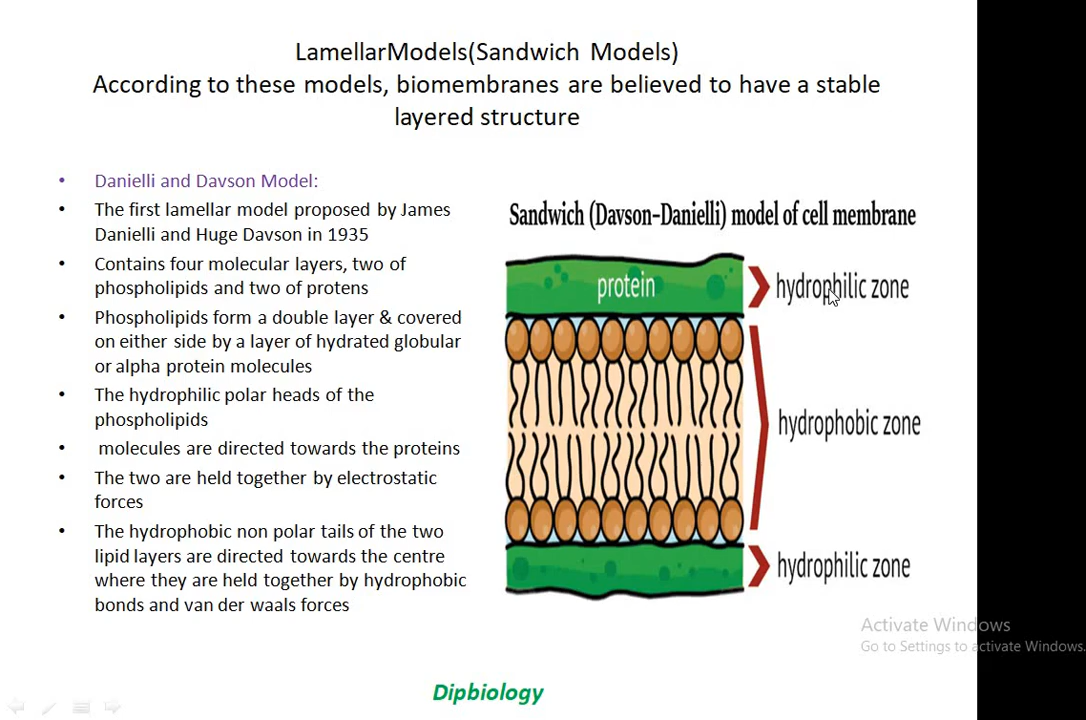 LamellarModels(Sandwich Models)
According to these models, biomembranes are believed to have a stable
layered structure
• Danielli and Davson Model:
• The first lamellar model proposed by James
Danielli and Huge Davson in 1935
• Contains four molecular layers, two of
phospholipids and two of protens
• Phospholipids form a double layer & covered
on either side by a layer of hydrated globular
or alpha protein molecules
• The hydrophilic polar heads of the
phospholipids
• molecules are directed towards the proteins
• The two are held together by electrostatic
forces
• The hydrophobic non polar tails of the two
lipid layers are directed towards the centre
where they are held together by hydrophobic
bonds and van der waals forces
Sandwich (Davson-Danielli) model of cell membrane
protein
hydrophilic zone
hydrophobic zone
hydrophilic zone
Activate Windows
Go to Settings to activate Windows.
Dipbiology